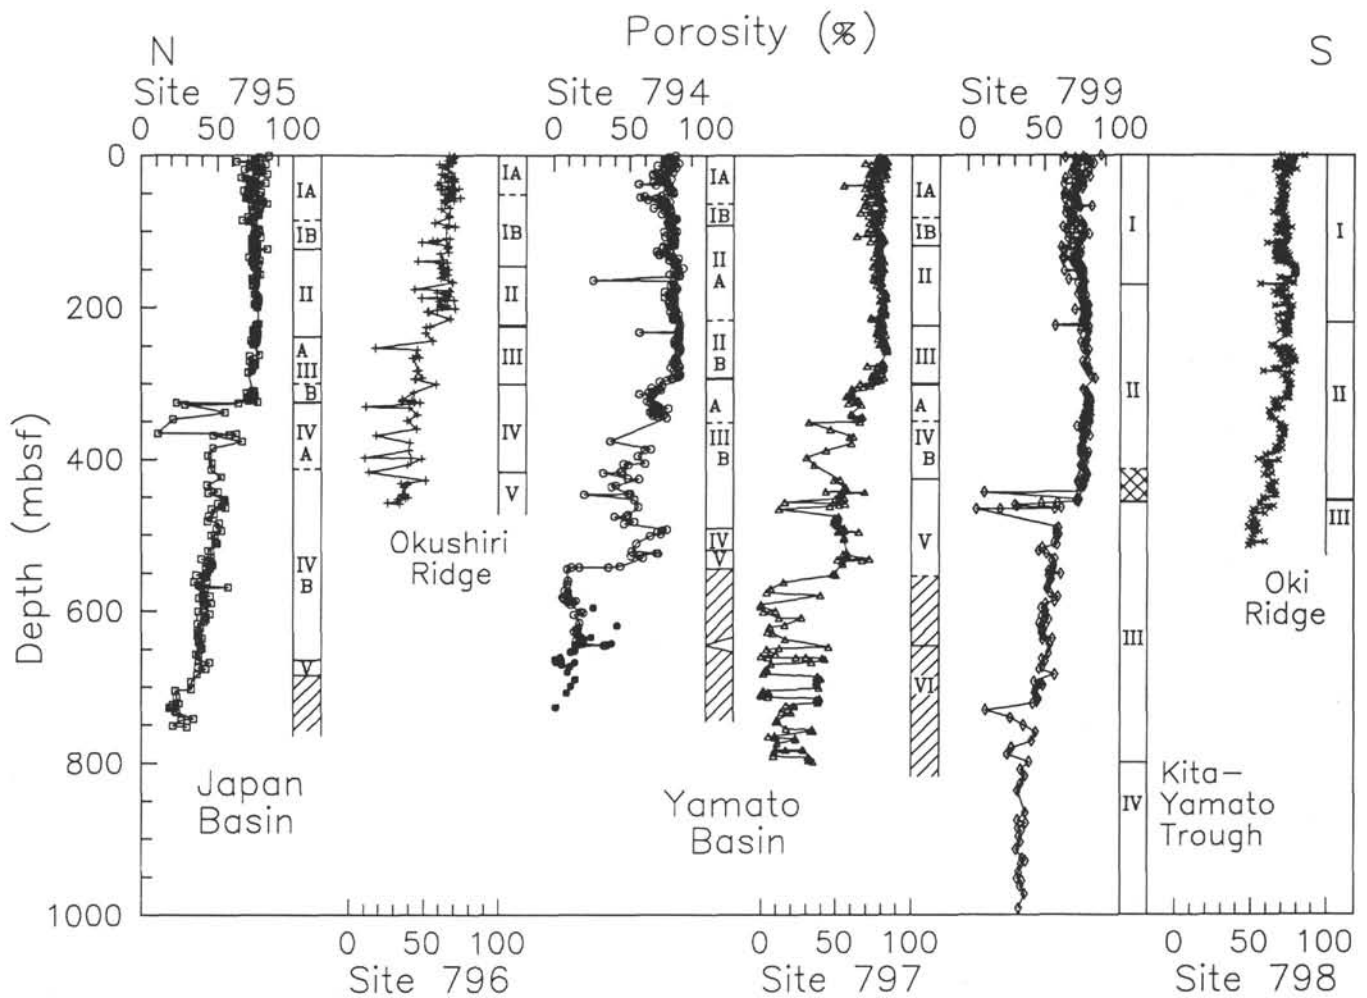 Porosity (%)
N
S
Site 795
Site 794
Site 799
0 50 100
0 50 100
0 50 100
Depth (mbsf)
0
200
400
600
800
1000
IA
IB
II
A
III
B
IV
A
IV
B
V
Japan
Basin
IA
IB
II
III
IV
V
Okushiri
Ridge
IA
IB
II
A
II
B
A
III
B
IV
V
IA
IB
II
III
A
IV
B
V
VI
Yamato
Basin
I
II
III
IV
Kita-
Yamato
Trough
I
II
III
Oki
Ridge
0 50 100
0 50 100
0 50 100
Site 796
Site 797
Site 798